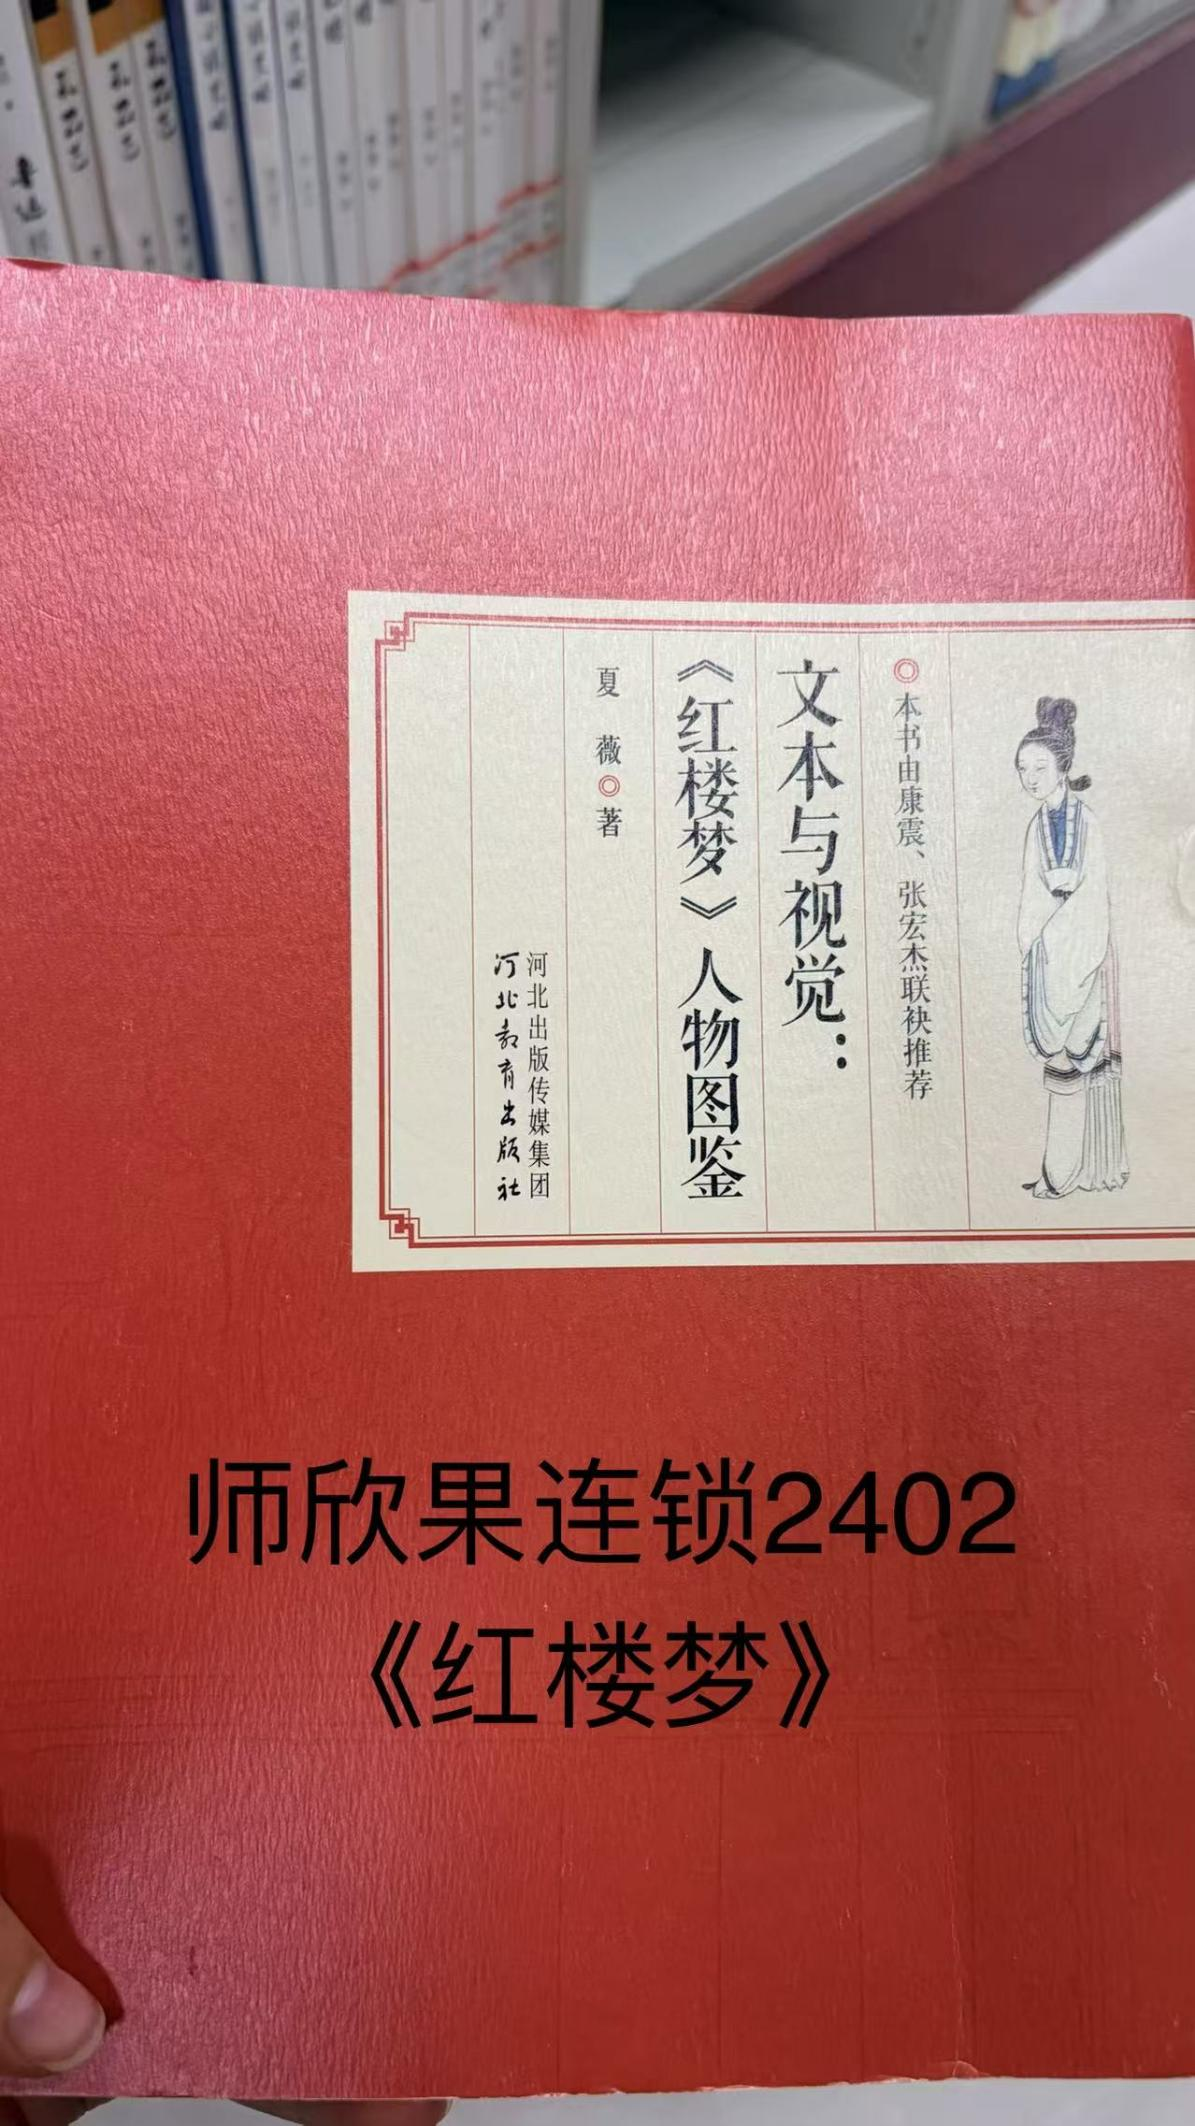 本书由康震、张宏杰联袂推荐
文本与视觉：
《红楼梦》人物图鉴
夏薇◎著
河北出版传媒集团
河北教育出版社
师欣果连锁2402
《红楼梦》